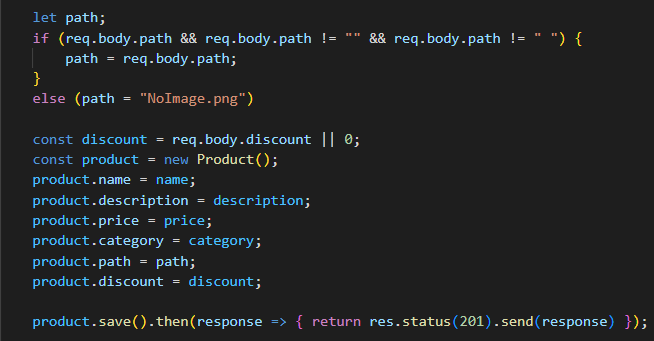 let path;
if (req.body.path && req.body.path != "" && req.body.path != " ") {
path = req.body.path;
}
else (path = "NoImage.png")
const discount = req.body.discount || 0;
const product = new Product();
product.name = name;
product.description = description;
product.price = price;
product.category = category;
product.path = path;
product.discount = discount;
product.save().then(response => { return res.status(201).send(response) });